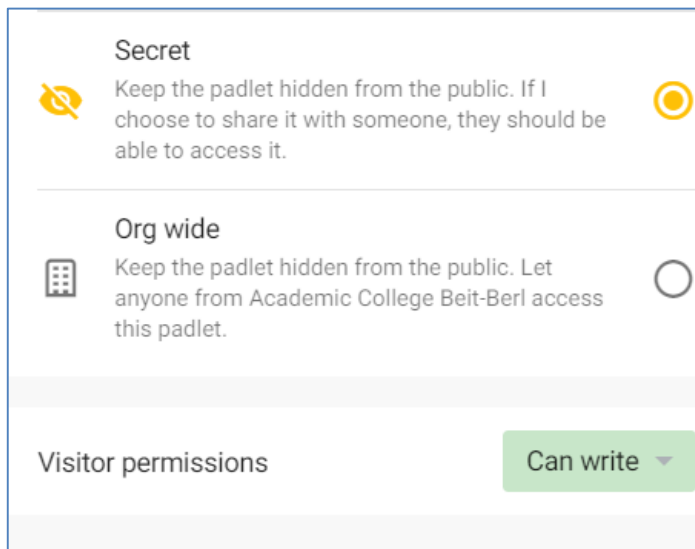 Secret
Keep the padlet hidden from the public. If I
choose to share it with someone, they should be
able to access it.
Org wide
Keep the padlet hidden from the public. Let
anyone from Academic College Beit-Berl access
this padlet.
Visitor permissions
Can write